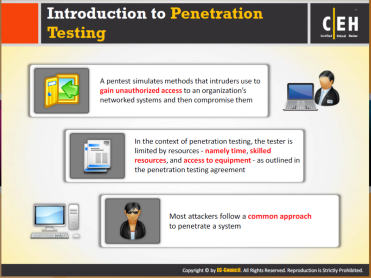 Introduction to Penetration
Testing
C|EH
Certified Ethical Hacker
A pentest simulates methods that intruders use to
gain unauthorized access to an organization's
networked systems and then compromise them
In the context of penetration testing, the tester is
limited by resources - namely time, skilled
resources, and access to equipment - as outlined in
the penetration testing agreement
Most attackers follow a common approach
to penetrate a system
Copyright © by EC-Council. All Rights Reserved. Reproduction is Strictly Prohibited.